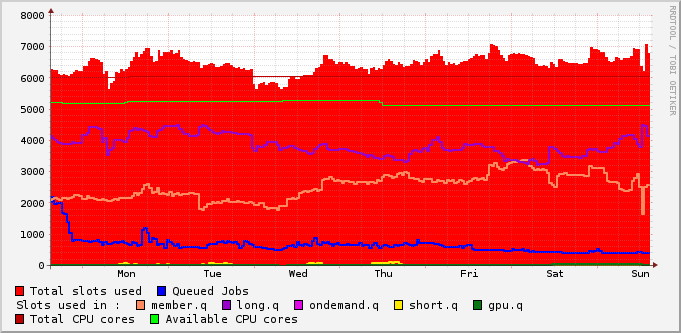 8000
7000
6000
5000
4000
3000
2000
1000
0
Mon Tue Wed Thu Fri Sat Sun
RRDTOOL / TOBI OETIKER
Total slots used Queued Jobs
Slots used in : member.q long.q ondemand.q short.q gpu.q
Total CPU cores Available CPU cores